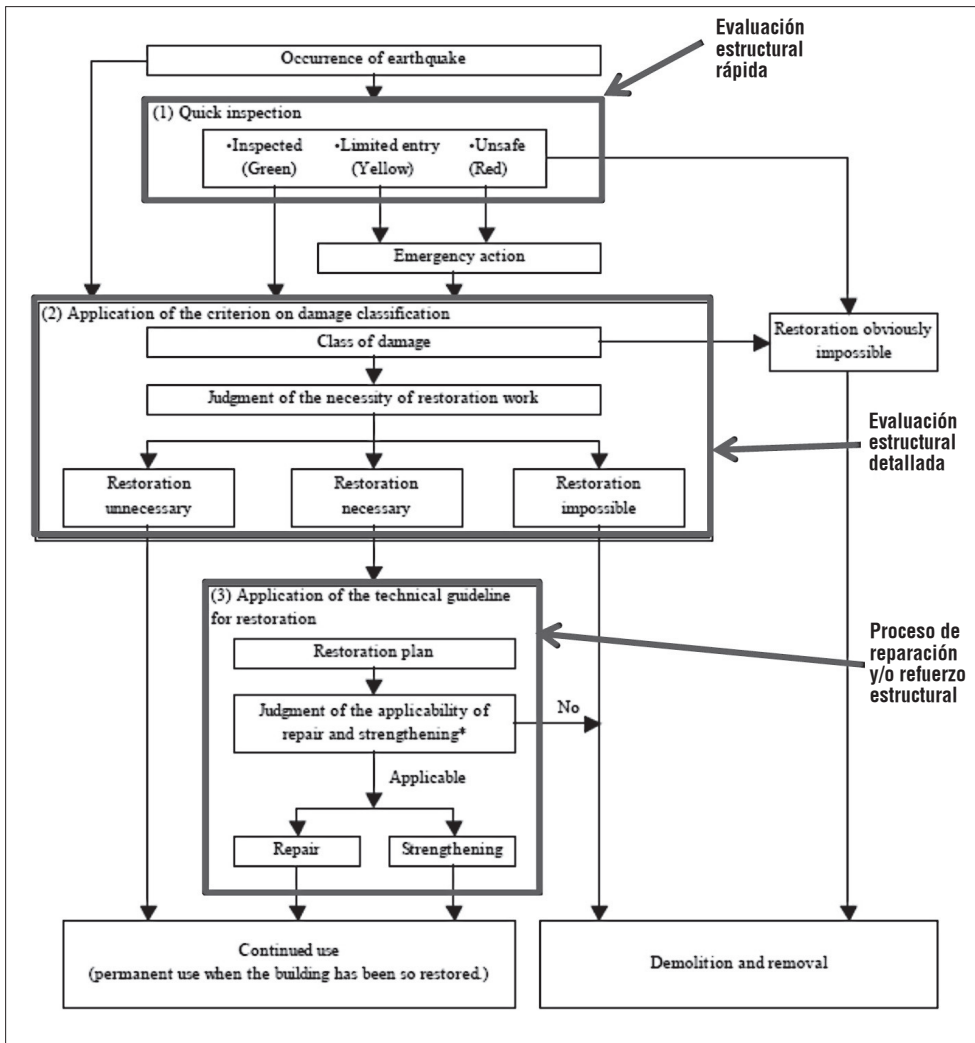 Evaluación
estructural
rápida
Occurrence of earthquake
(1) Quick inspection
•Inspected
(Green)
•Limited entry
(Yellow)
•Unsafe
(Red)
Emergency action
(2) Application of the criterion on damage classification
Class of damage
Restoration obviously
impossible
Judgment of the necessity of restoration work
Evaluación
estructural
detallada
Restoration
unnecessary
Restoration
necessary
Restoration
impossible
(3) Application of the technical guideline
for restoration
Restoration plan
Proceso de
reparación
y/o refuerzo
estructural
Judgment of the applicability of
repair and strengthening*
No
Applicable
Repair
Strengthening
Continued use
(permanent use when the building has been so restored.)
Demolition and removal